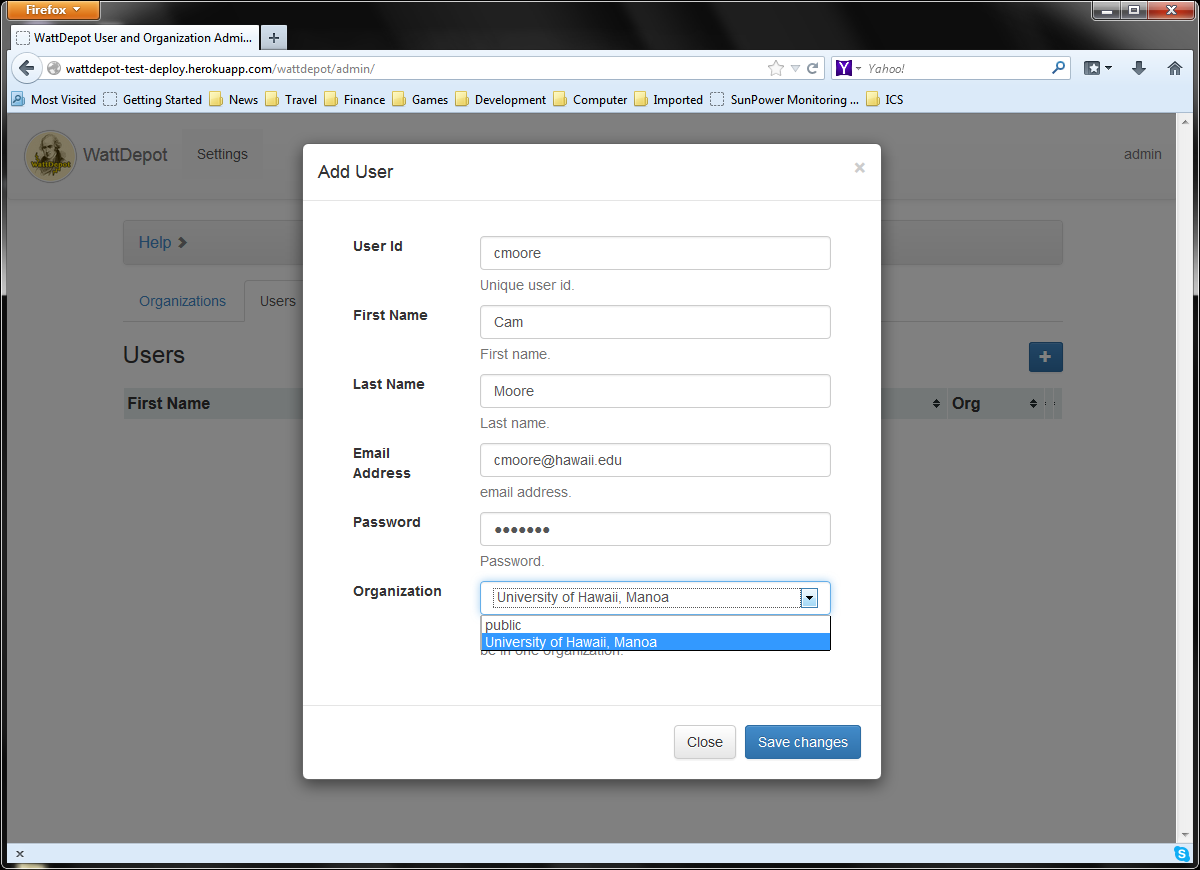 Firefox
WattDepot User and Organization Admi...
wattdepot-test-deploy.herokuapp.com/wattdepot/admin/
Yahoo!
Most Visited Getting Started News Travel Finance Games Development Computer Imported SunPower Monitoring ... ICS
WattDepot
WattDepot Settings admin
Add User ×
Help
Organizations Users
Users
First Name Org
User Id cmoore
Unique user id.
First Name Cam
First name.
Last Name Moore
Last name.
Email
Address
cmoore@hawaii.edu
email address.
Password •••••••
Password.
Organization University of Hawaii, Manoa
public
University of Hawaii, Manoa
be in one organization.
Close Save changes